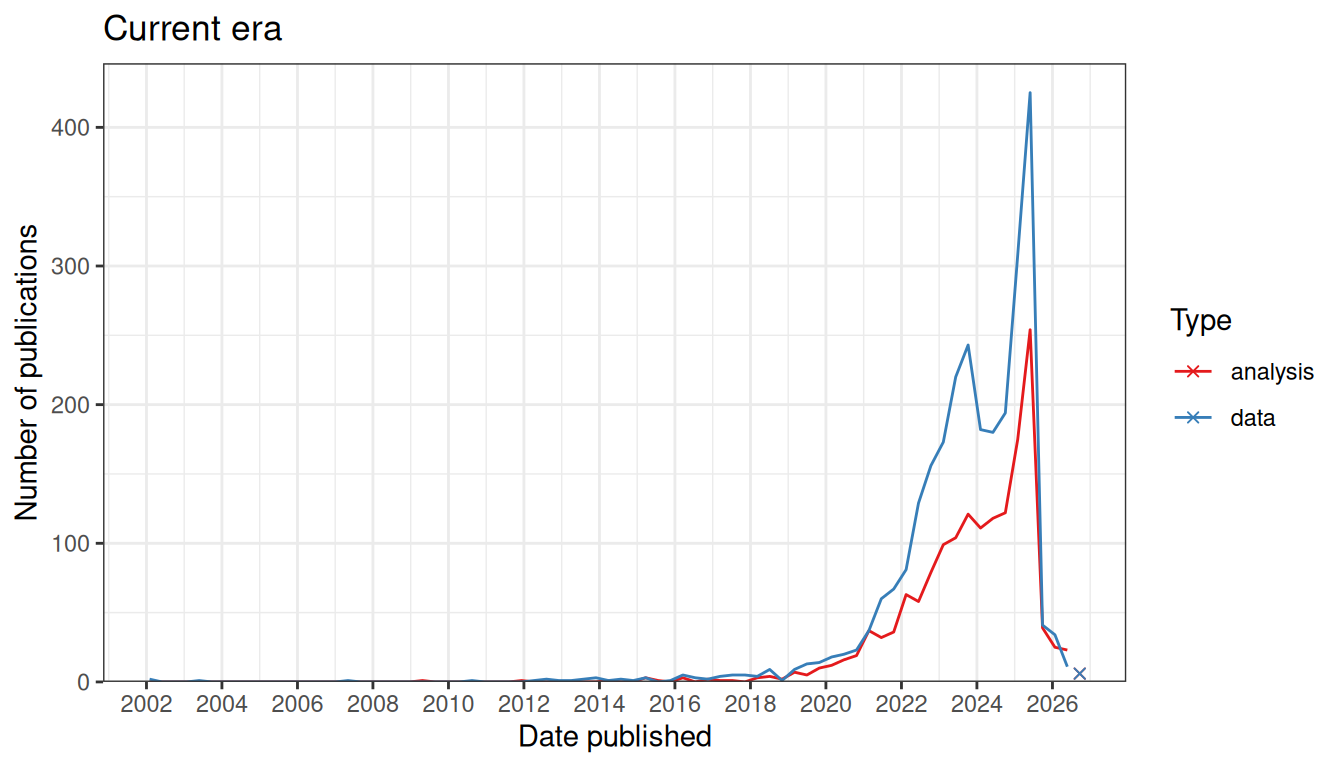 Current era
Number of publications
400
300
200
100
0
2002 2004 2006 2008 2010 2012 2014 2016 2018 2020 2022 2024 2026
Date published
Type
analysis
data